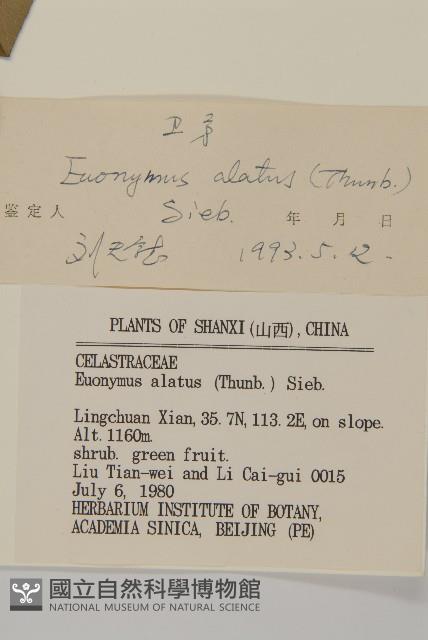 卫矛
Euonymus alatus (Thunb.)
Sieb.
鉴定人 年 月 日
1993. 5. 12.
PLANTS OF SHANXI (山西), CHINA
CELASTRACEAE
Euonymus alatus (Thunb.) Sieb.
Lingchuan Xian, 35.7N, 113.2E, on slope.
Alt. 1160m.
shrub. green fruit.
Liu Tian-wei and Li Cai-gui 0015
July 6, 1980
HERBARIUM INSTITUTE OF BOTANY,
ACADEMIA SINICA, BEIJING (PE)
國立自然科學博物館
NATIONAL MUSEUM OF NATURAL SCIENCE